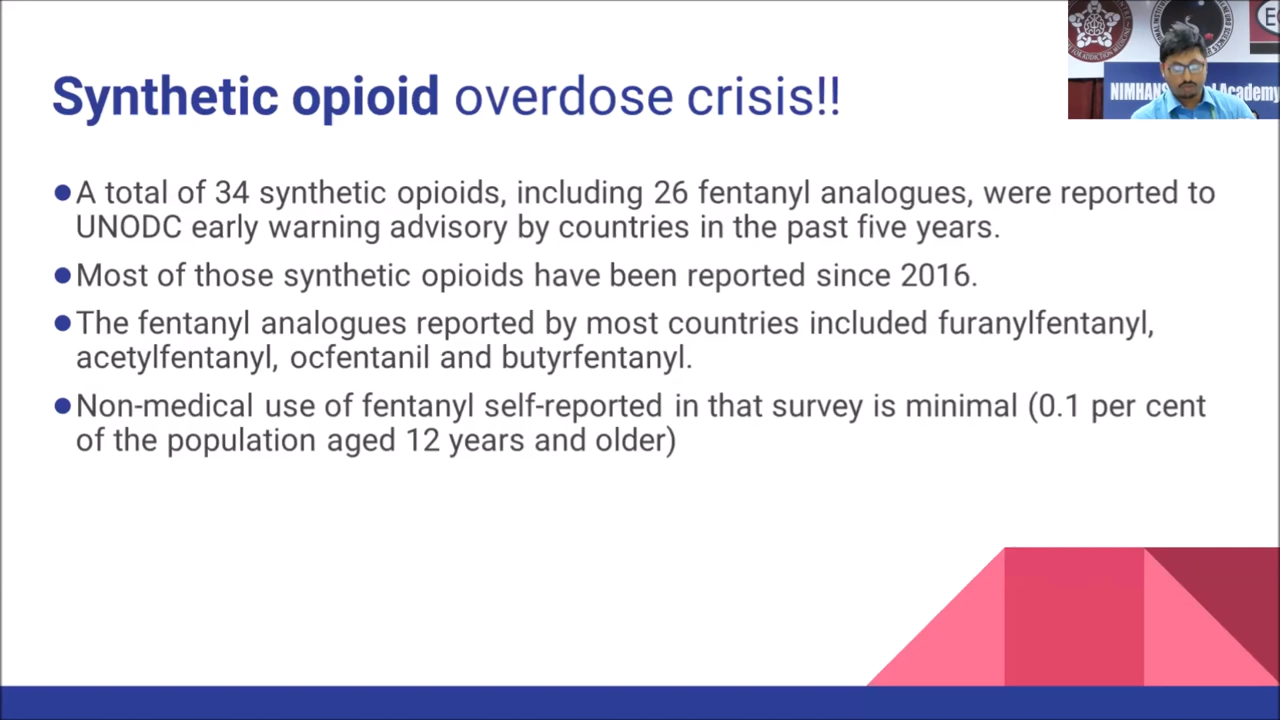 Synthetic opioid overdose crisis!!
● A total of 34 synthetic opioids, including 26 fentanyl analogues, were reported to
UNODC early warning advisory by countries in the past five years.
● Most of those synthetic opioids have been reported since 2016.
● The fentanyl analogues reported by most countries included furanylfentanyl,
acetylfentanyl, ocfentanil and butyrfentanyl.
● Non-medical use of fentanyl self-reported in that survey is minimal (0.1 per cent
of the population aged 12 years and older)
NIMHANS Academy